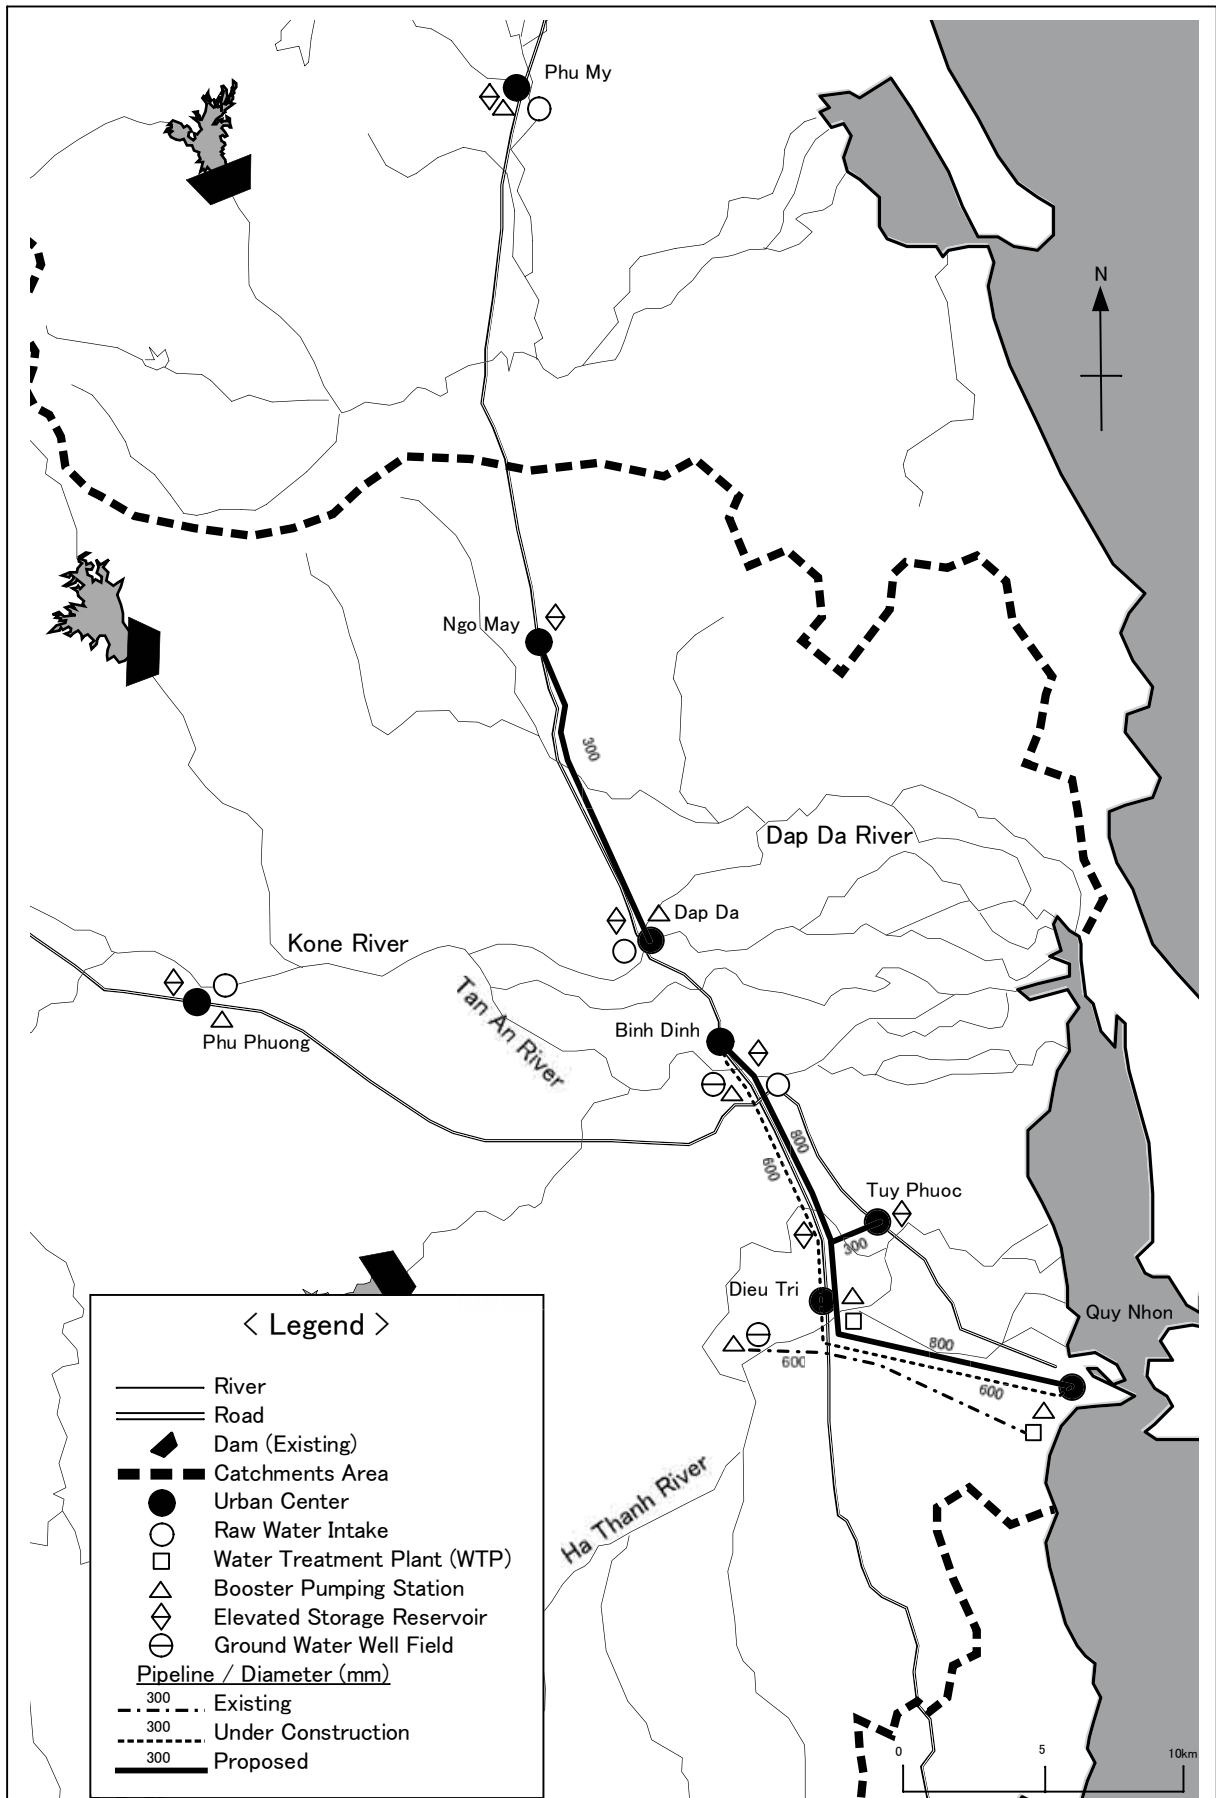 Phu My
N
Ngo May
300
Dap Da River
Dap Da
Kone River
Tan An River
Phu Phuong
Binh Dinh
800
600
Tuy Phuoc
300
Dieu Tri
Quy Nhon
800
600
600
Ha Thanh River
< Legend >
River
Road
Dam (Existing)
Catchments Area
Urban Center
Raw Water Intake
Water Treatment Plant (WTP)
Booster Pumping Station
Elevated Storage Reservoir
Ground Water Well Field
Pipeline / Diameter (mm)
300 Existing
300 Under Construction
300 Proposed
0 5 10km